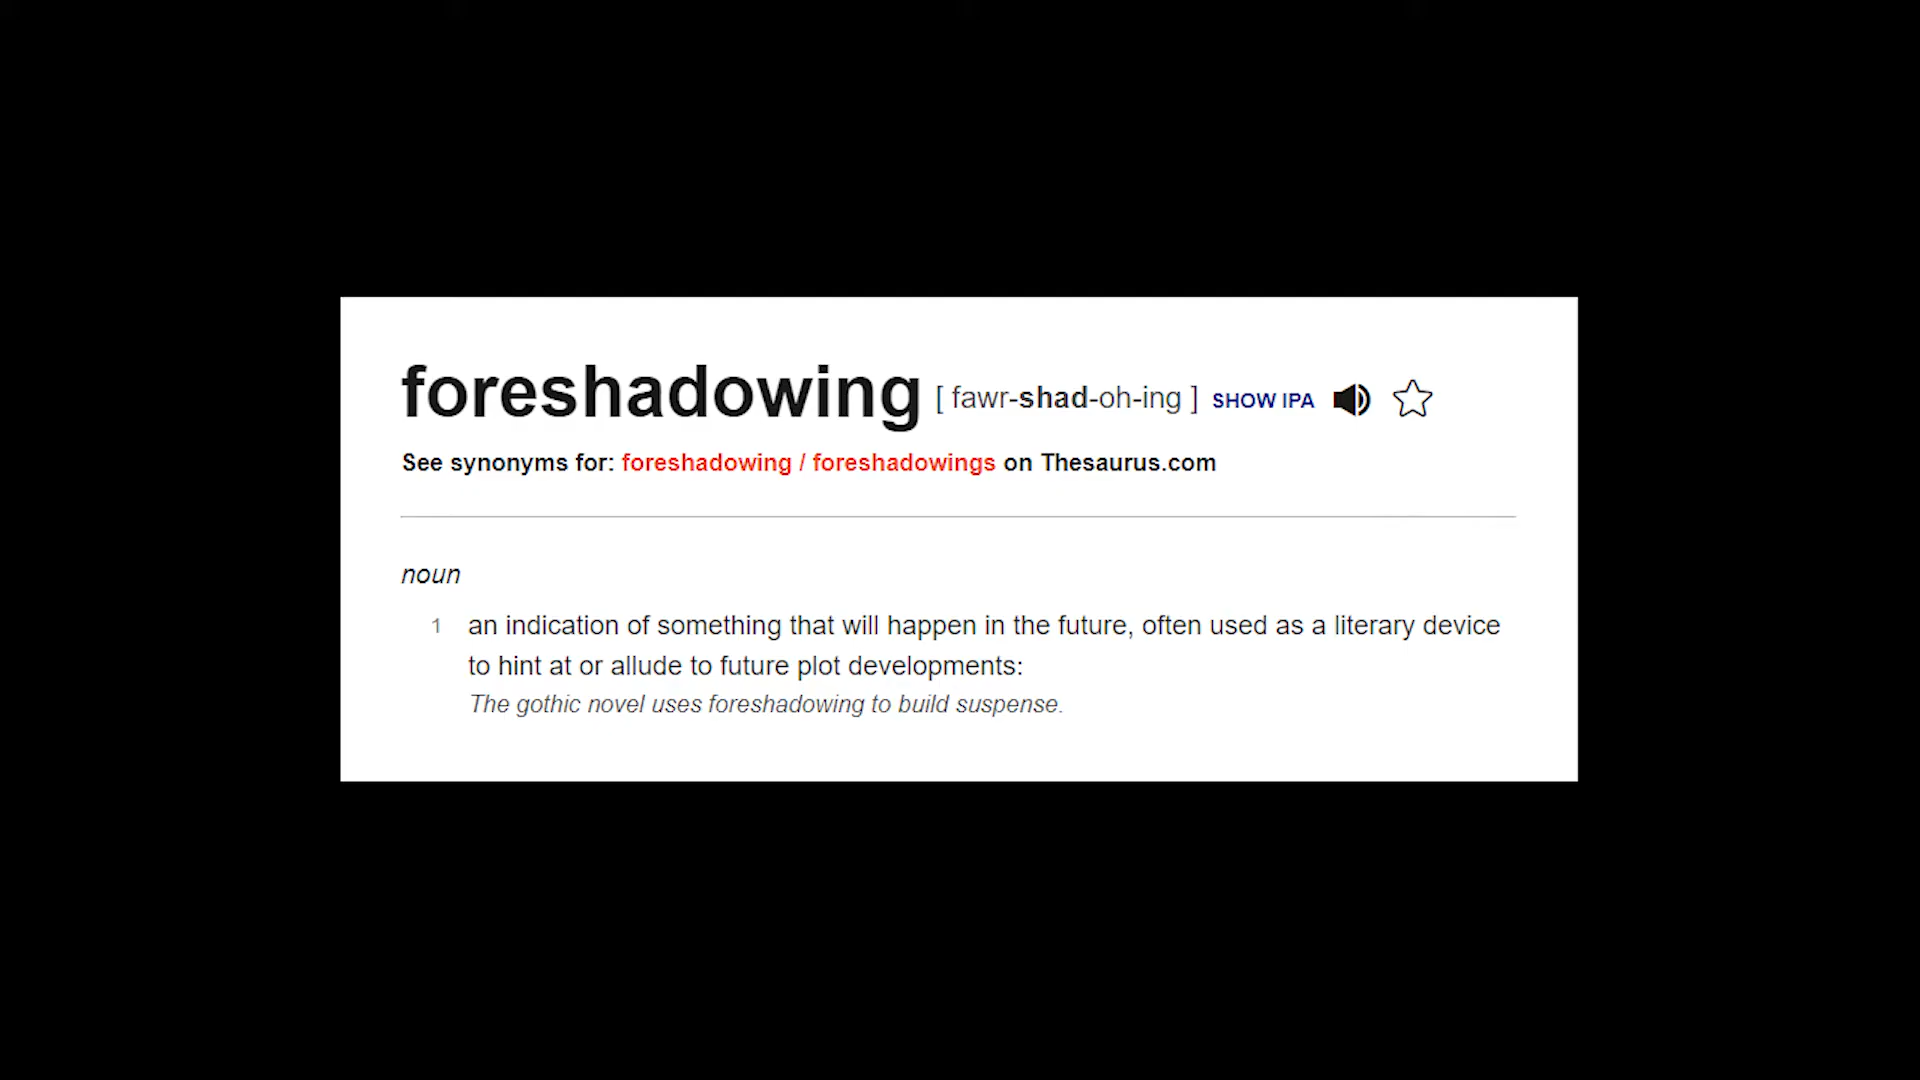 foreshadowing [ fawr-shad-oh-ing ] SHOW IPA
See synonyms for: foreshadowing / foreshadowings on Thesaurus.com
noun
1 an indication of something that will happen in the future, often used as a literary device
to hint at or allude to future plot developments:
The gothic novel uses foreshadowing to build suspense.